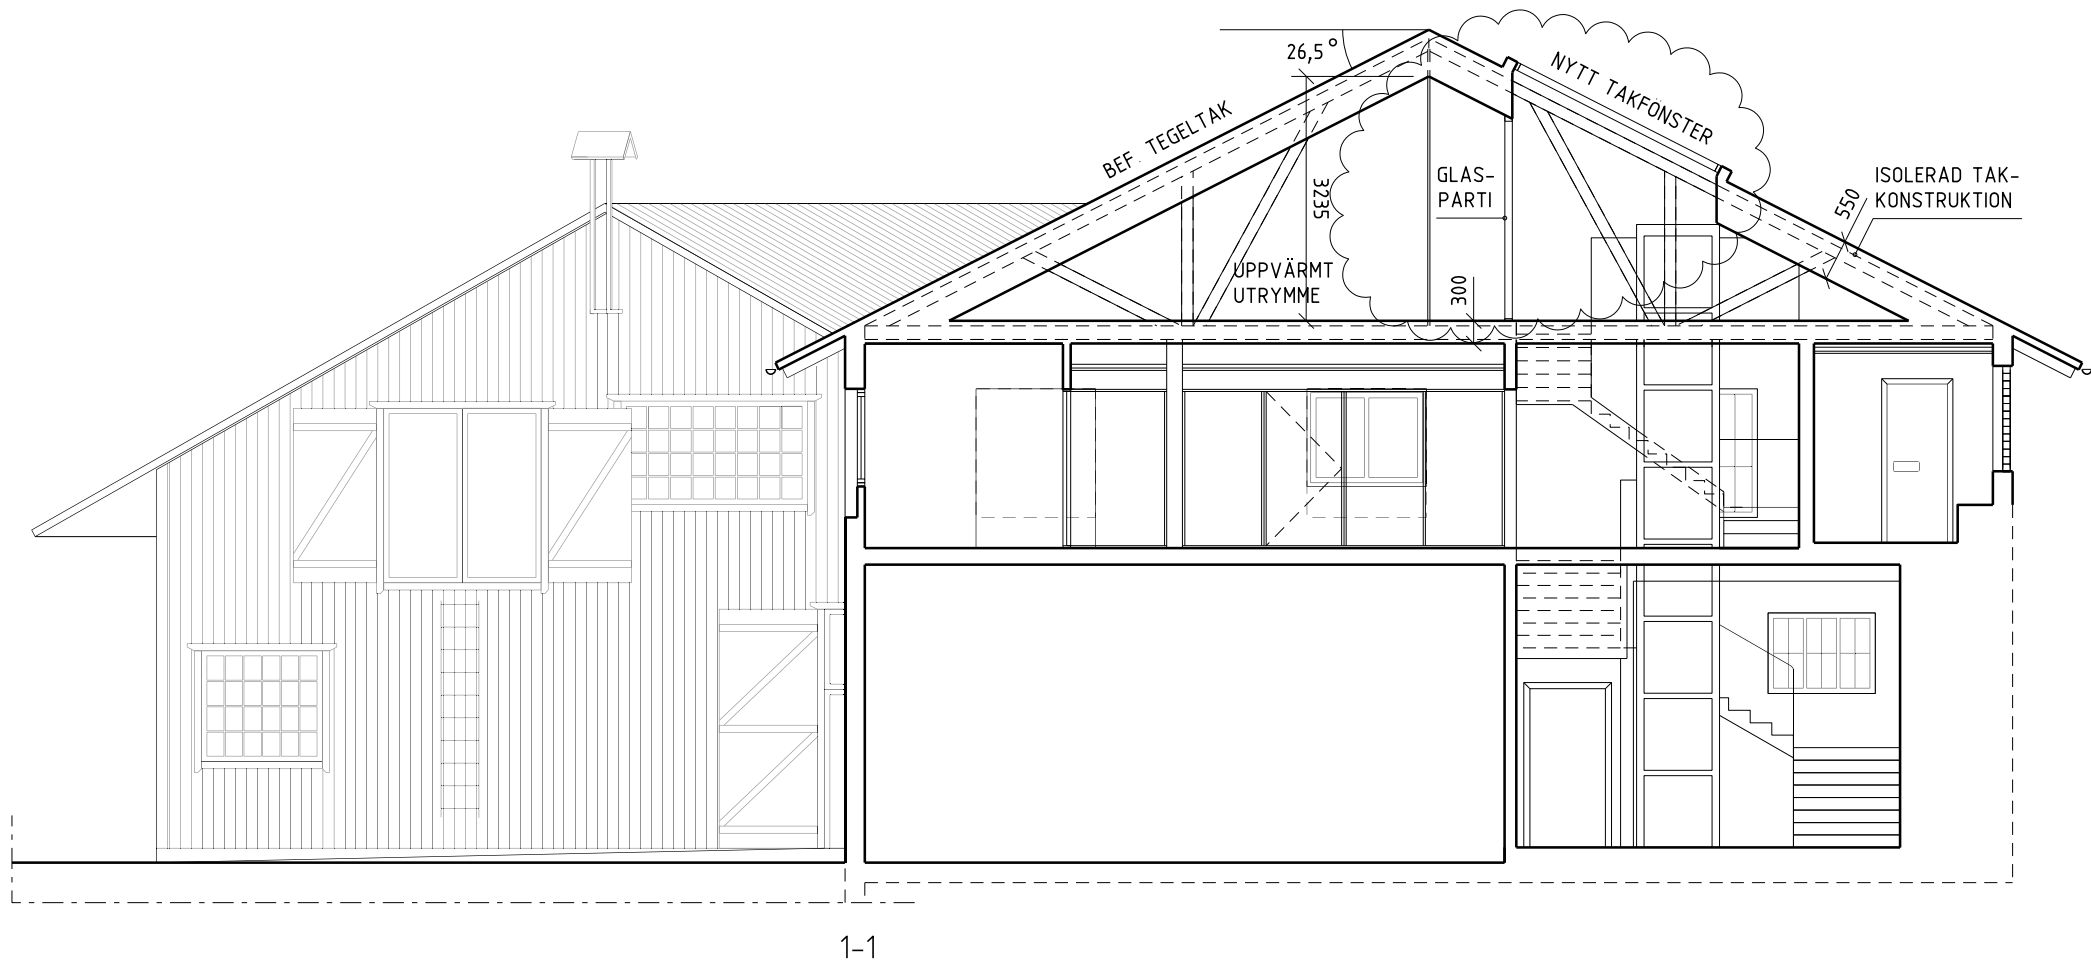 26,5°
NYTT TAKFÖNSTER
BEF. TEGELTAK
3235
GLAS-
PARTI
550
ISOLERAD TAK-
KONSTRUKTION
UPPVÄRMT
UTRYMME
300
1-1